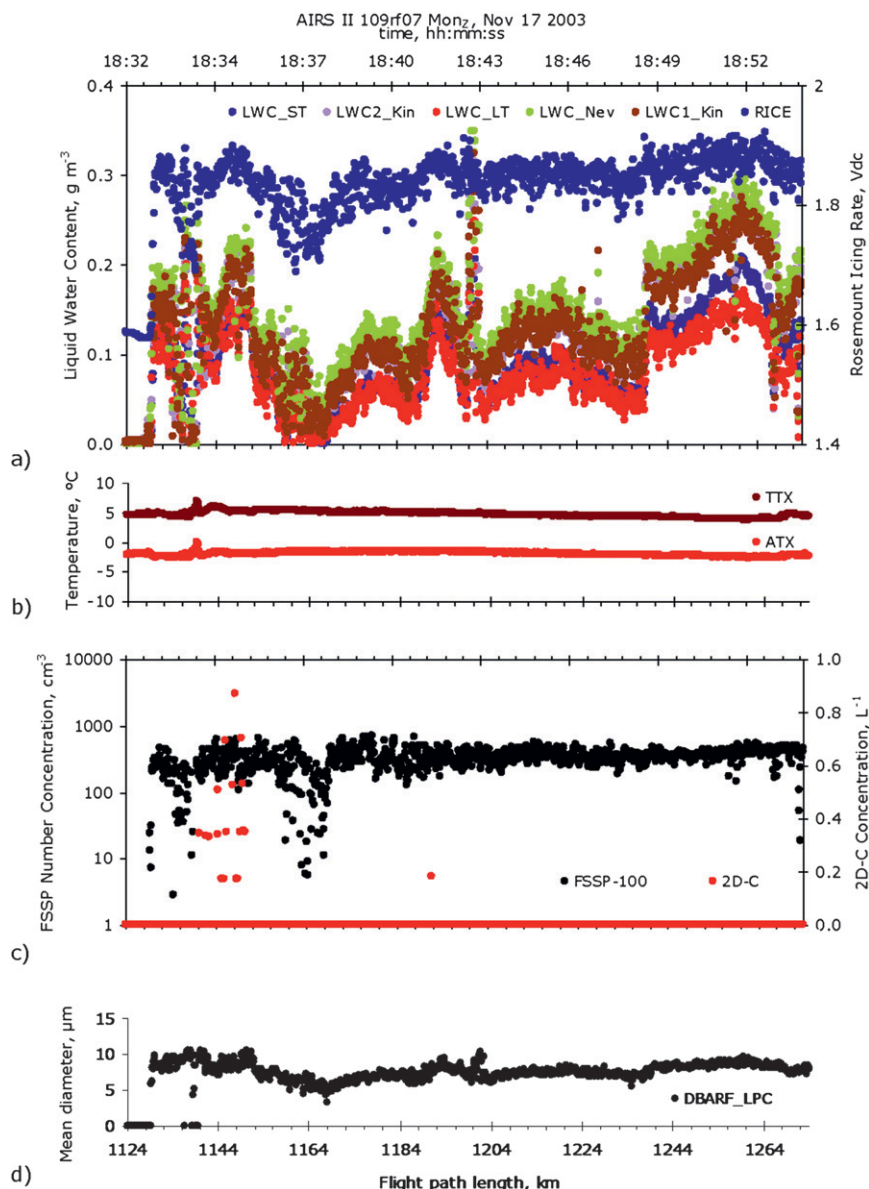 AIRS II 109rf07 Monz, Nov 17 2003
time, hh:mm:ss
18:32 18:34 18:37 18:40 18:43 18:46 18:49 18:52
0.4 2
LWC_ST LWC2_Kin LWC_LT LWC_Nev LWC1_Kin RICE
0.3 1.8
0.2
0.1 1.6
0.0 1.4
Liquid Water Content, g m-3
Rosemount Icing Rate, Vdc
a)
10
5
0
-5
-10
Temperature, °C
TTX
ATX
b)
10000 1.0
1000 0.8
100 0.6
0.4
10 0.2
1 0.0
FSSP Number Concentration, cm-3
2D-C Concentration, L-1
FSSP-100 2D-C
c)
15
10
5
0
Mean diameter, µm
DBARF_LPC
1124 1144 1164 1184 1204 1224 1244 1264
d)
Flight path length, km